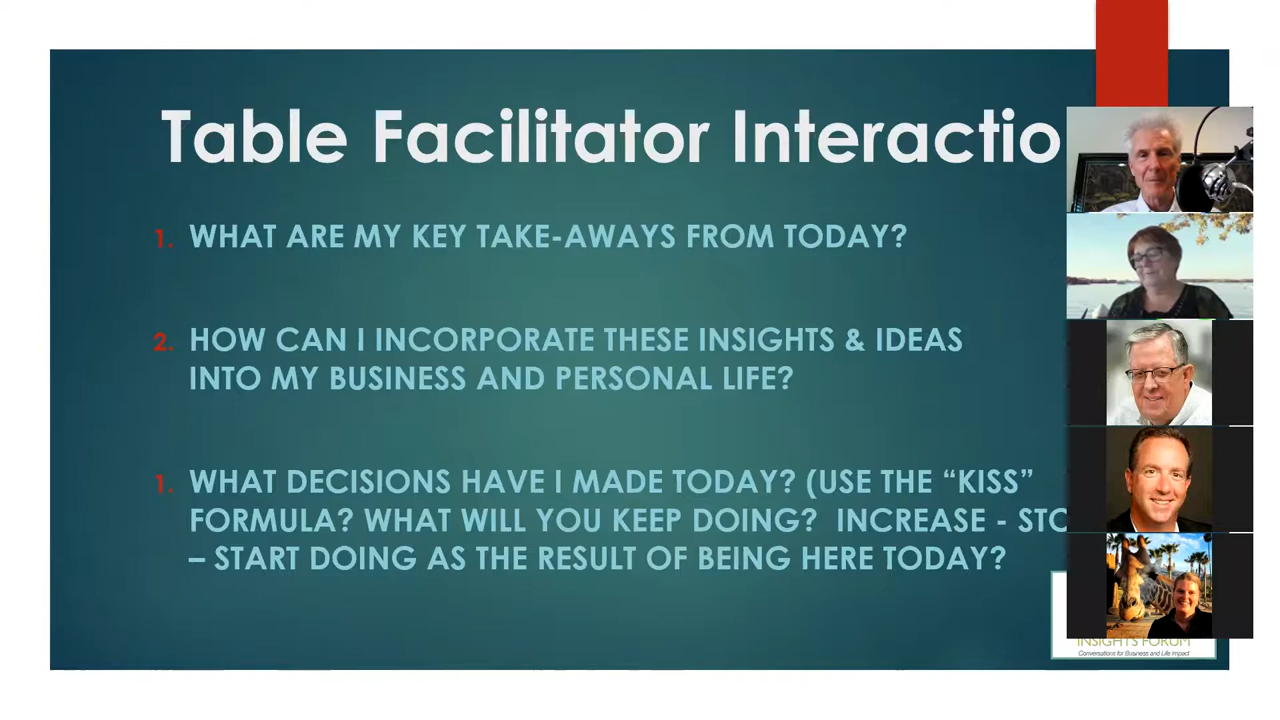 Table Facilitator Interactio
1. WHAT ARE MY KEY TAKE-AWAYS FROM TODAY?
2. HOW CAN I INCORPORATE THESE INSIGHTS & IDEAS
INTO MY BUSINESS AND PERSONAL LIFE?
1. WHAT DECISIONS HAVE I MADE TODAY? (USE THE “KISS”
FORMULA? WHAT WILL YOU KEEP DOING? INCREASE - STO
– START DOING AS THE RESULT OF BEING HERE TODAY?
INSIGHTS FORUM
Conversations for Business and Life Impact